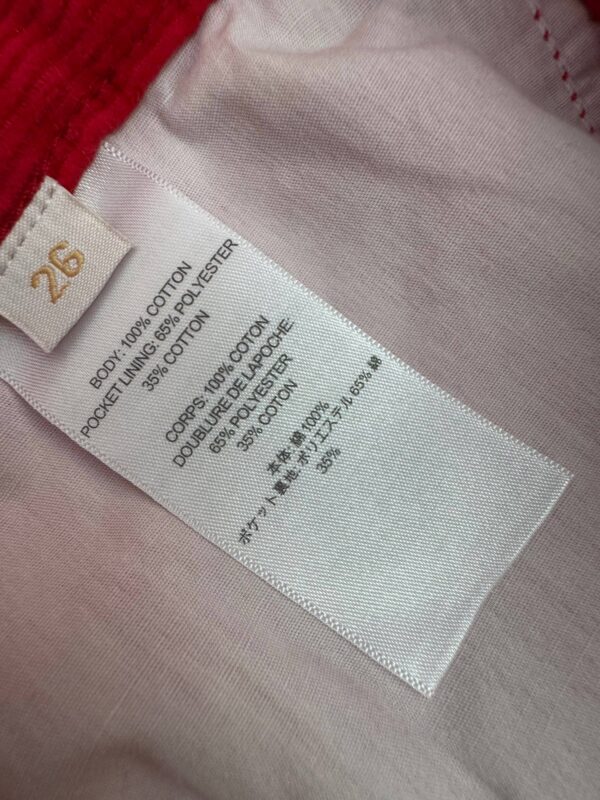 26
BODY: 100% COTTON
POCKET LINING: 65% POLYESTER
35% COTTON
CORPS: 100% COTON
DOUBLURE DE LAPOCHE:
65% POLYESTER
35% COTON
本体: 綿 100%
ポケット裏地: ポリエステル 65% 綿
35%